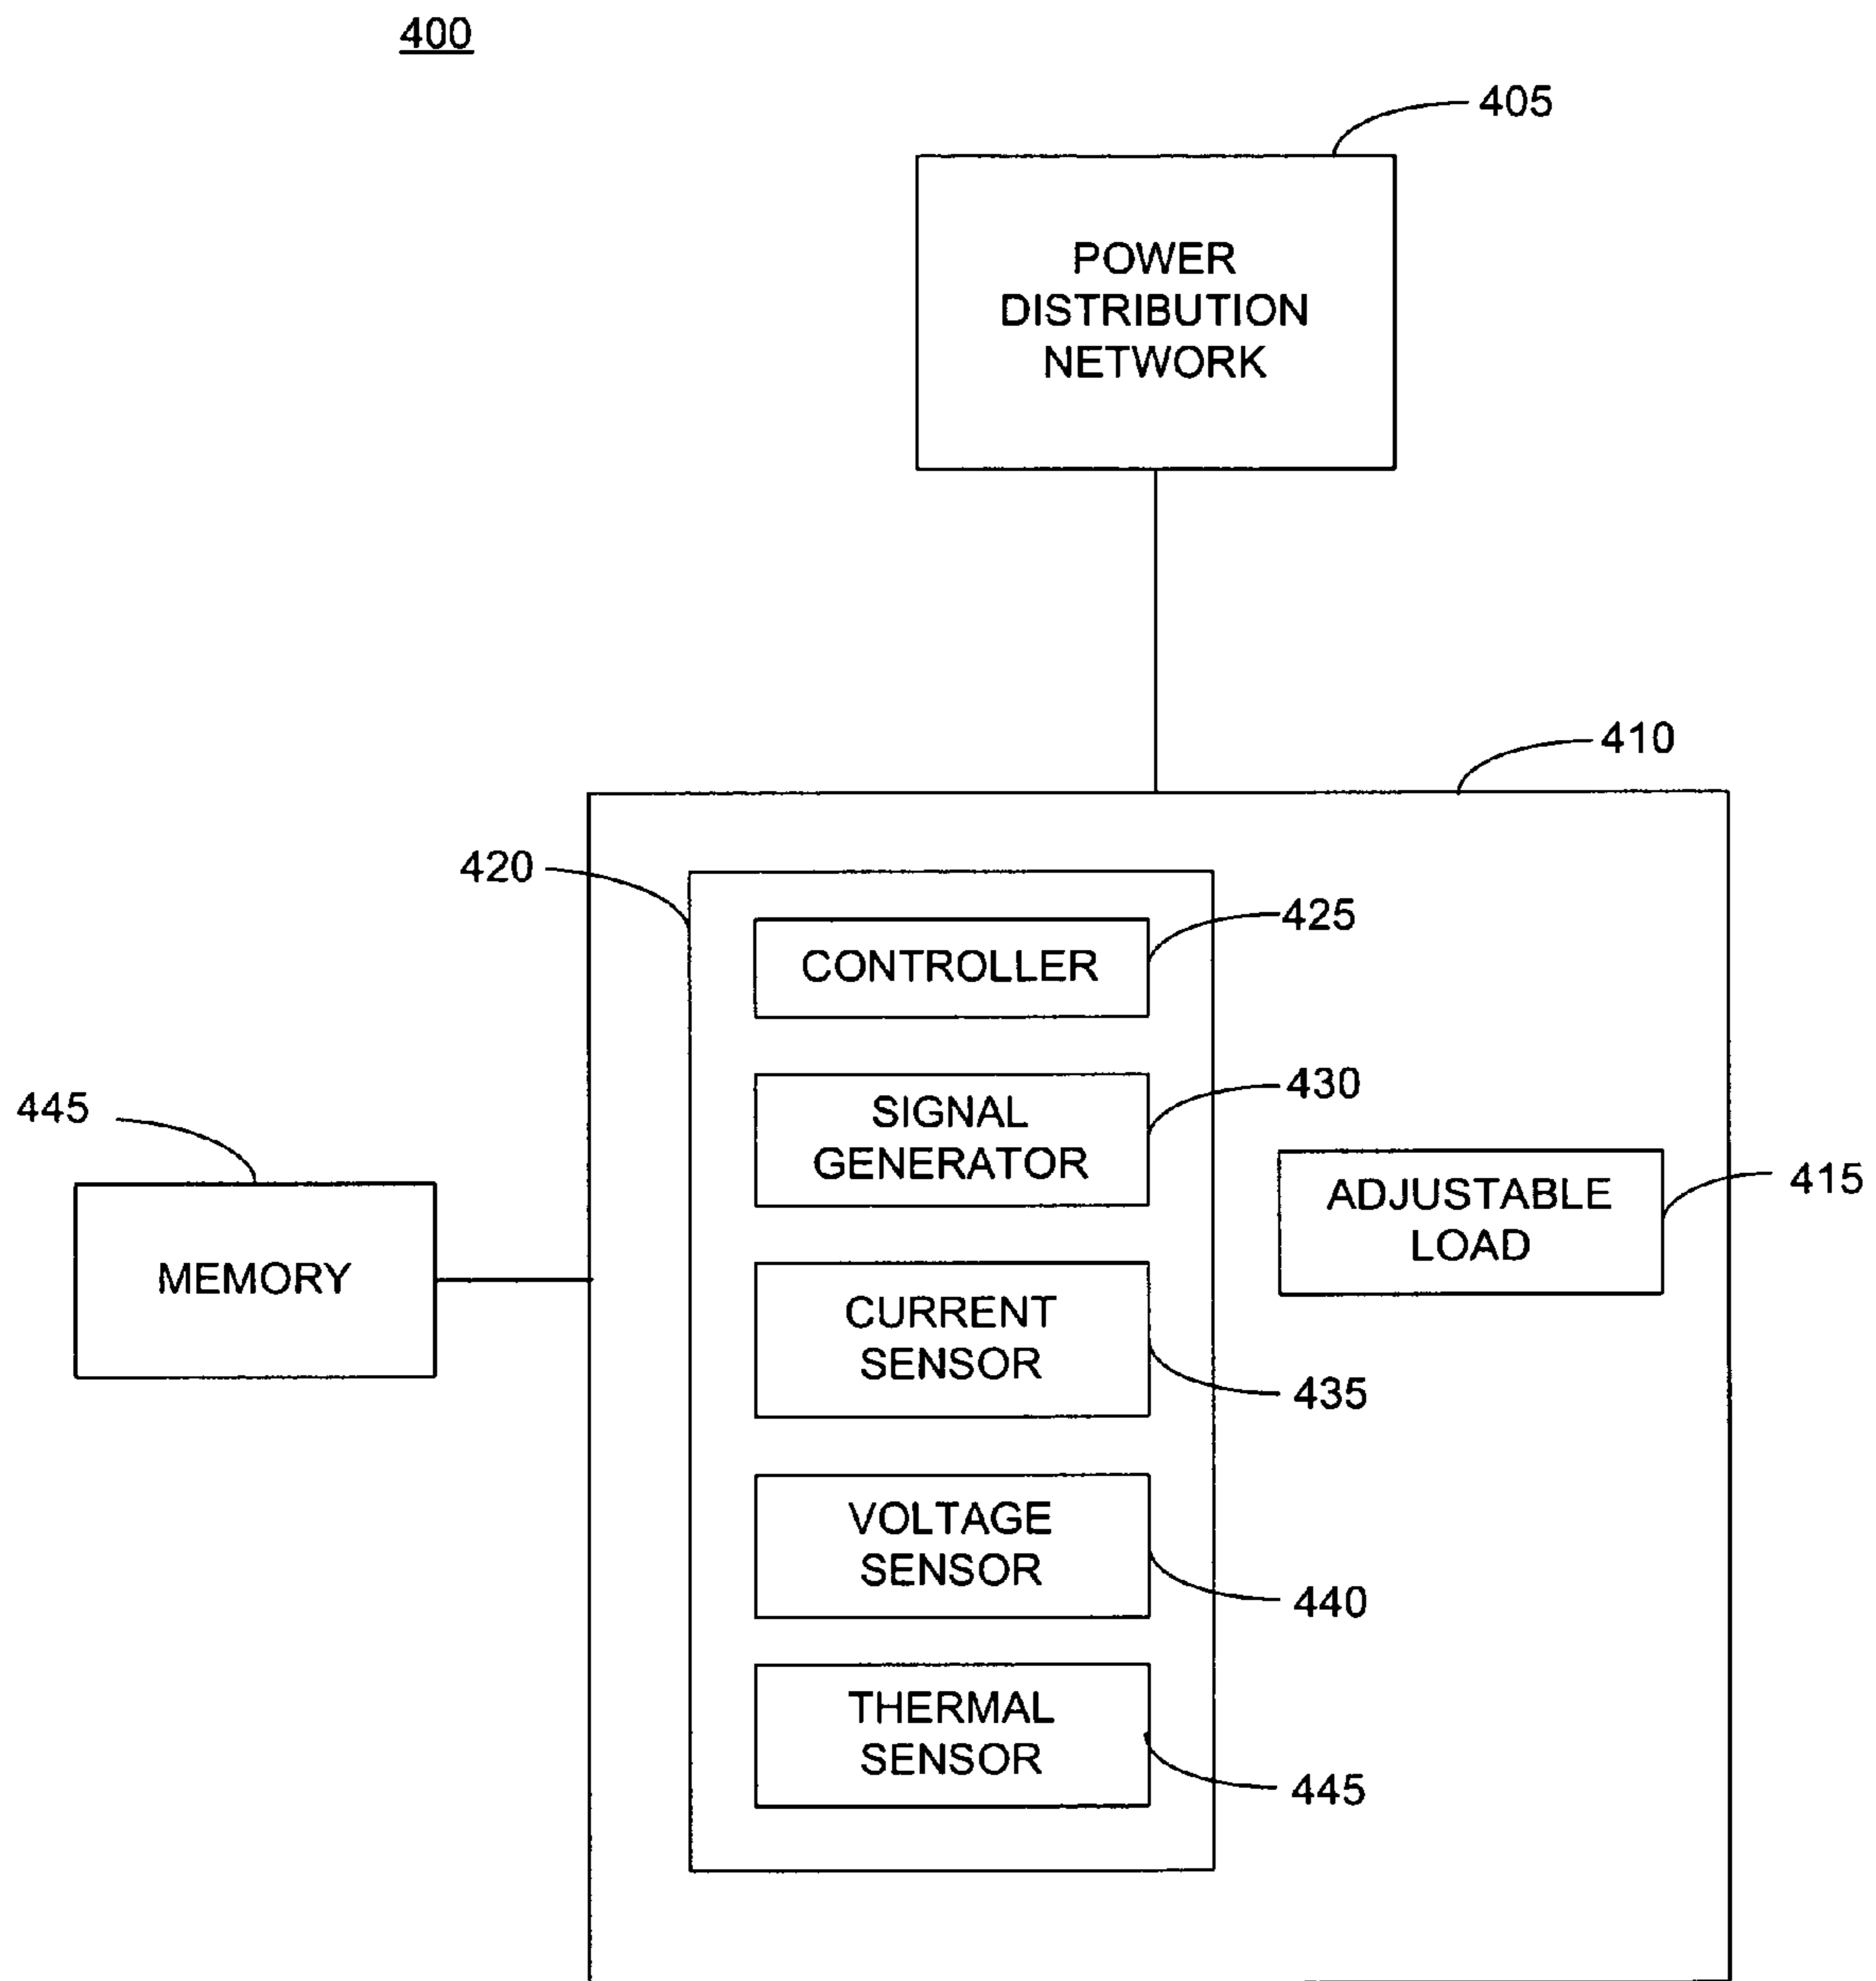 400
405
POWER
DISTRIBUTION
NETWORK
410
420
425
CONTROLLER
445
430
SIGNAL
GENERATOR
415
ADJUSTABLE
LOAD
MEMORY
CURRENT
SENSOR
435
VOLTAGE
SENSOR
440
THERMAL
SENSOR
445